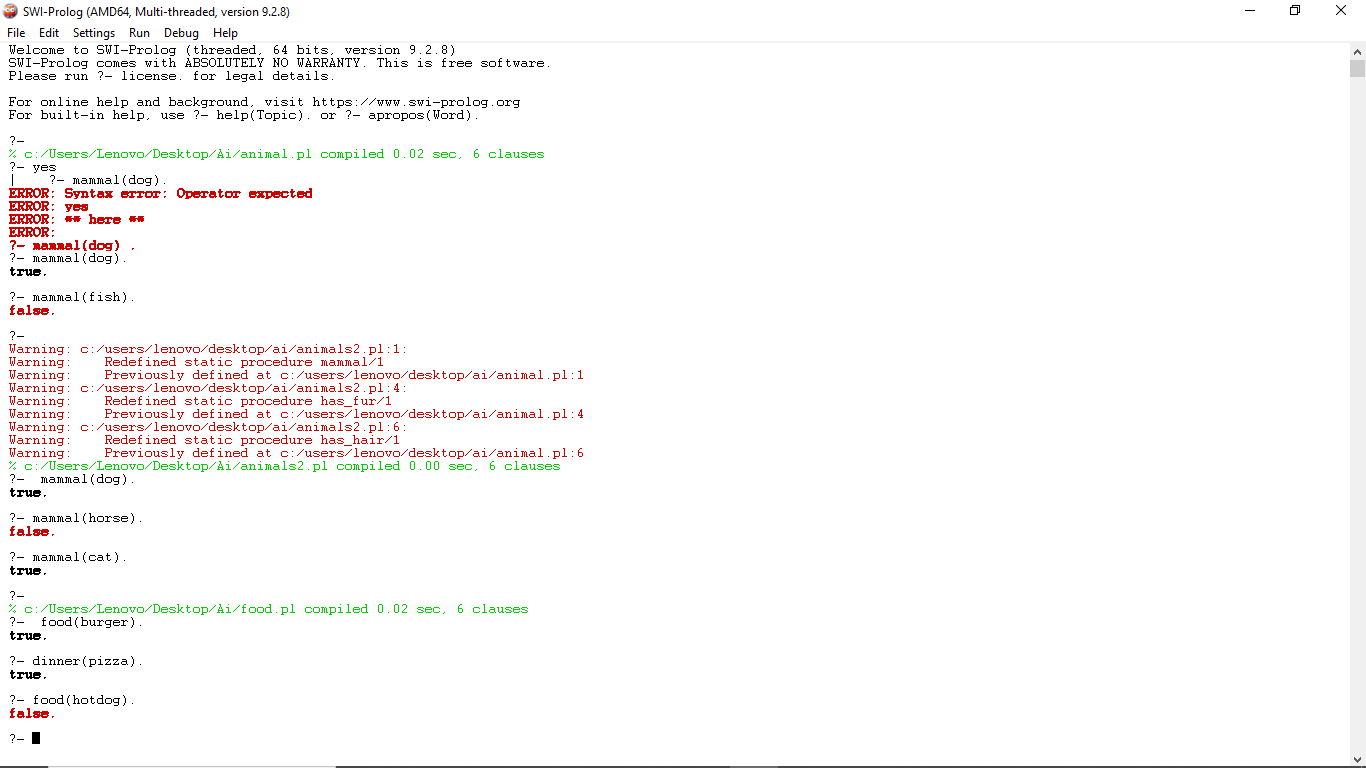 SWI-Prolog (AMD64, Multi-threaded, version 9.2.8)
File Edit Settings Run Debug Help
Welcome to SWI-Prolog (threaded, 64 bits, version 9.2.8)
SWI-Prolog comes with ABSOLUTELY NO WARRANTY. This is free software.
Please run ?- license. for legal details.
For online help and background, visit https://www.swi-prolog.org
For built-in help, use ?- help(Topic). or ?- apropos(Word).
?-
% c:/Users/Lenovo/Desktop/Ai/animal.pl compiled 0.02 sec, 6 clauses
?- yes
|    ?- mammal(dog).
ERROR: Syntax error: Operator expected
ERROR: yes
ERROR: ** here **
ERROR:
?- mammal(dog) .
?- mammal(dog).
true.
?- mammal(fish).
false.
?-
Warning: c:/users/lenovo/desktop/ai/animals2.pl:1:
Warning:    Redefined static procedure mammal/1
Warning:    Previously defined at c:/users/lenovo/desktop/ai/animal.pl:1
Warning: c:/users/lenovo/desktop/ai/animals2.pl:4:
Warning:    Redefined static procedure has_fur/1
Warning:    Previously defined at c:/users/lenovo/desktop/ai/animal.pl:4
Warning: c:/users/lenovo/desktop/ai/animals2.pl:6:
Warning:    Redefined static procedure has_hair/1
Warning:    Previously defined at c:/users/lenovo/desktop/ai/animal.pl:6
% c:/Users/Lenovo/Desktop/Ai/animals2.pl compiled 0.00 sec, 6 clauses
?-  mammal(dog).
true.
?- mammal(horse).
false.
?- mammal(cat).
true.
?-
% c:/Users/Lenovo/Desktop/Ai/food.pl compiled 0.02 sec, 6 clauses
?-  food(burger).
true.
?- dinner(pizza).
true.
?- food(hotdog).
false.
?-